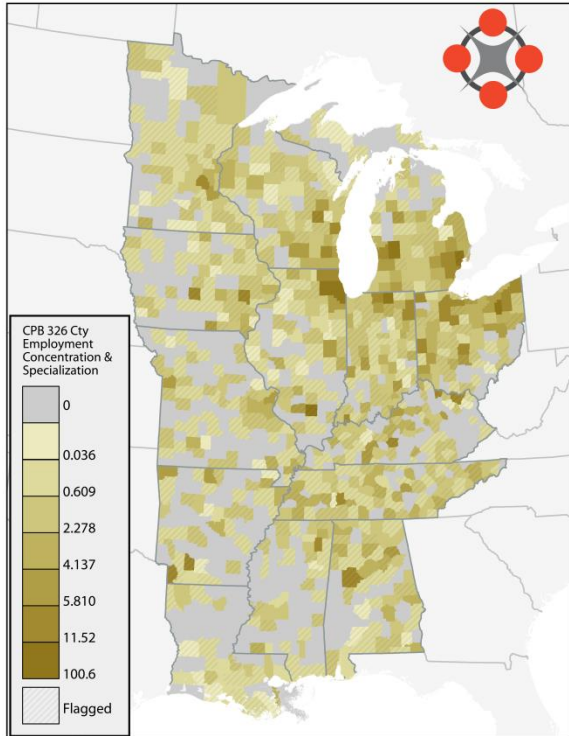 CPB 326 Cty
Employment
Concentration &
Specialization
0
0.036
0.609
2.278
4.137
5.810
11.52
100.6
Flagged